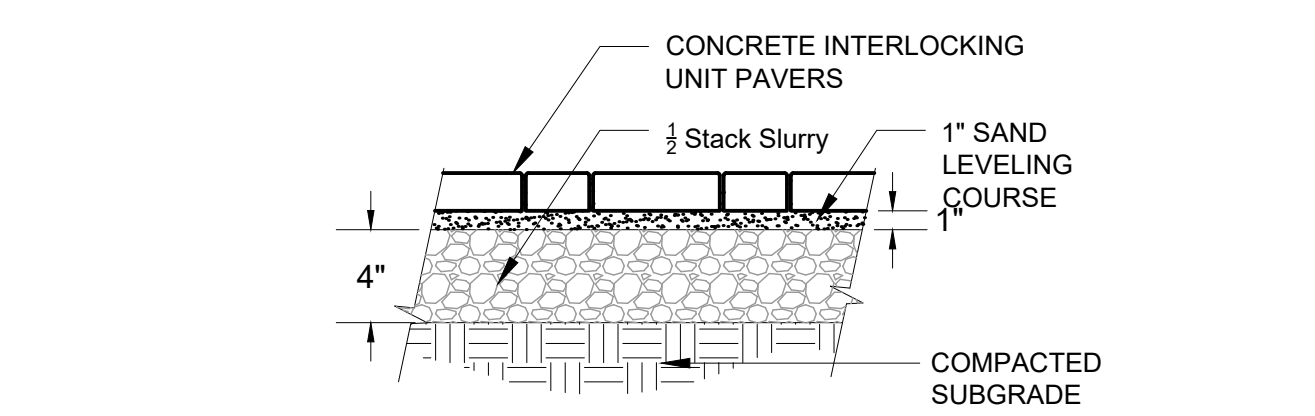 CONCRETE INTERLOCKING
UNIT PAVERS
½ Stack Slurry
1" SAND
LEVELING
COURSE
1"
4"
COMPACTED
SUBGRADE